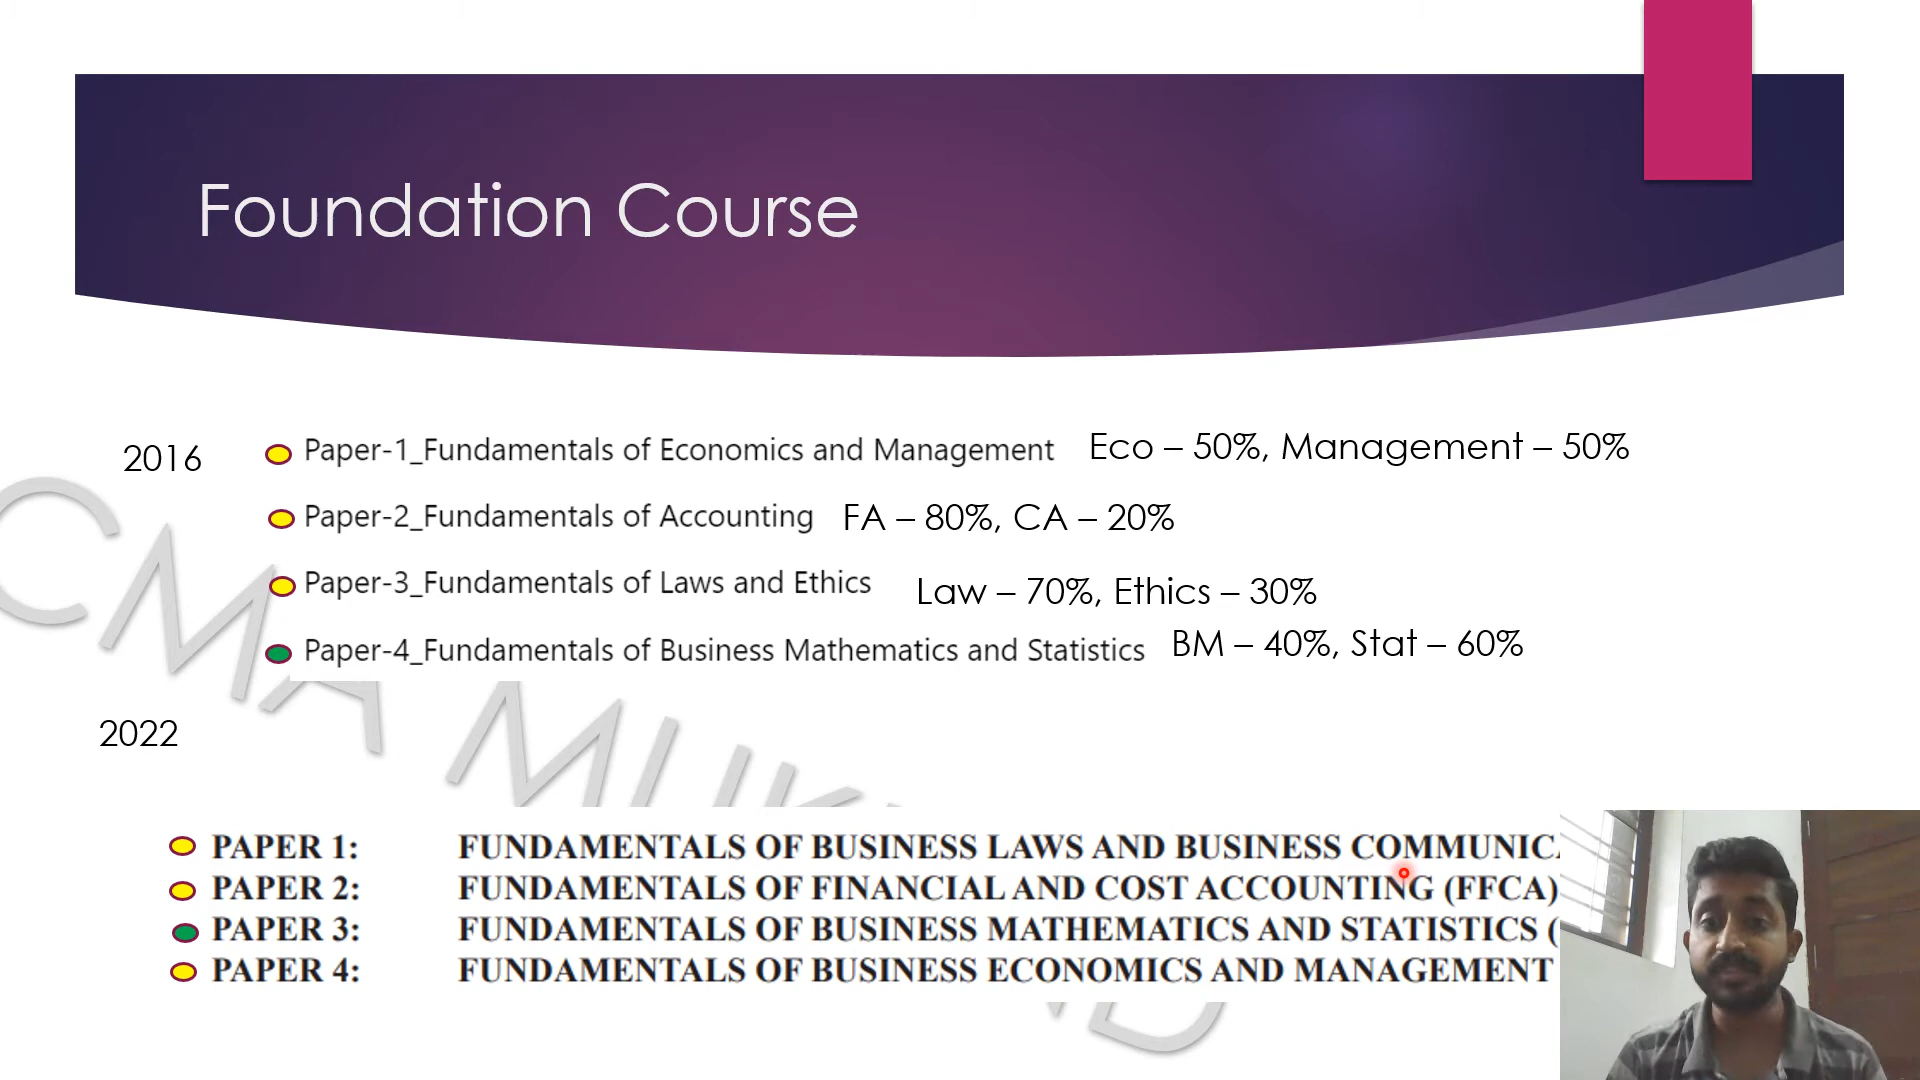 Foundation Course
2016
Paper-1_Fundamentals of Economics and Management Eco – 50%, Management – 50%
Paper-2_Fundamentals of Accounting FA – 80%, CA – 20%
Paper-3_Fundamentals of Laws and Ethics Law – 70%, Ethics – 30%
Paper-4_Fundamentals of Business Mathematics and Statistics BM – 40%, Stat – 60%
CMA
2022
PAPER 1: FUNDAMENTALS OF BUSINESS LAWS AND BUSINESS
PAPER 2: FUNDAMENTALS OF FINANCIAL AND COST ACCOUNTING (FFCA)
PAPER 3: FUNDAMENTALS OF BUSINESS MATHEMATICS AND STATISTICS (
PAPER 4: FUNDAMENTALS OF BUSINESS ECONOMICS AND MANAGEMENT